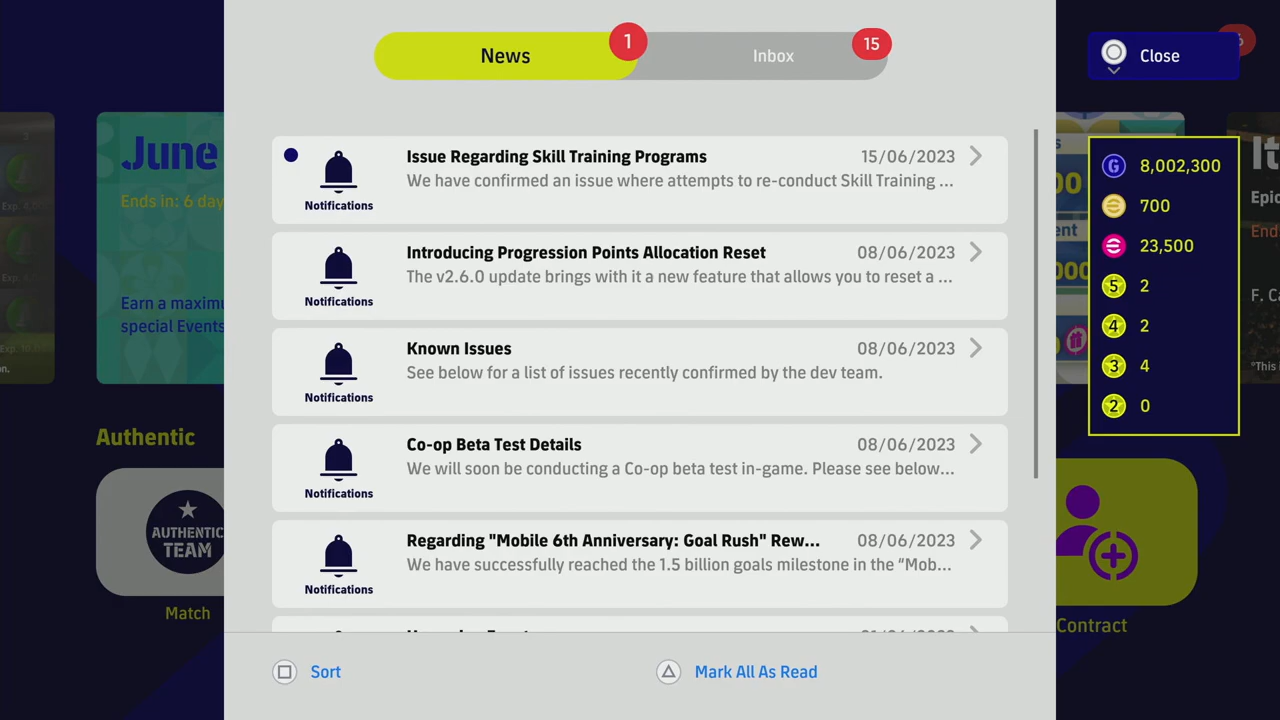 News
1
Inbox
15
Close
June
Ends in: 6 day
Earn a maximu
special Events
Issue Regarding Skill Training Programs
15/06/2023
We have confirmed an issue where attempts to re-conduct Skill Training ...
Notifications
Introducing Progression Points Allocation Reset
08/06/2023
The v2.6.0 update brings with it a new feature that allows you to reset a ...
Notifications
Known Issues
08/06/2023
See below for a list of issues recently confirmed by the dev team.
Notifications
Co-op Beta Test Details
08/06/2023
We will soon be conducting a Co-op beta test in-game. Please see below...
Notifications
Regarding "Mobile 6th Anniversary: Goal Rush" Rew...
08/06/2023
We have successfully reached the 1.5 billion goals milestone in the “Mob...
Notifications
G 8,002,300
700
23,500
5 2
4 2
3 4
2 0
It
Epic
End
F. Ca
*This i
Authentic
AUTHENTIC
TEAM
Match
Contract
Sort
Mark All As Read